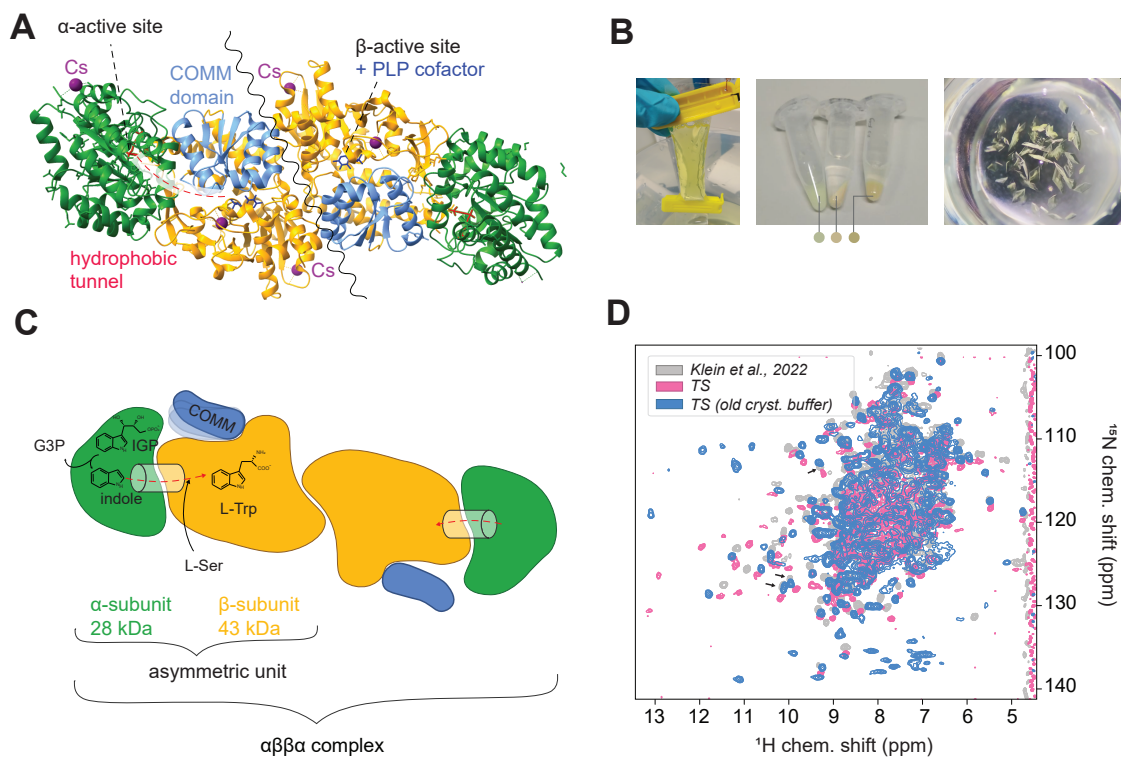 A
α-active site
Cs
COMM
domain
Cs
β-active site
+ PLP cofactor
hydrophobic
tunnel
Cs
B
C
COMM
G3P
IGP
indole
L-Trp
L-Ser
NH₂
COO⁻
α-subunit
28 kDa
β-subunit
43 kDa
asymmetric unit
αββα complex
D
Klein et al., 2022
TS
TS (old cryst. buffer)
100
110
120
130
140
¹⁵N chem. shift (ppm)
13 12 11 10 9 8 7 6 5
¹H chem. shift (ppm)